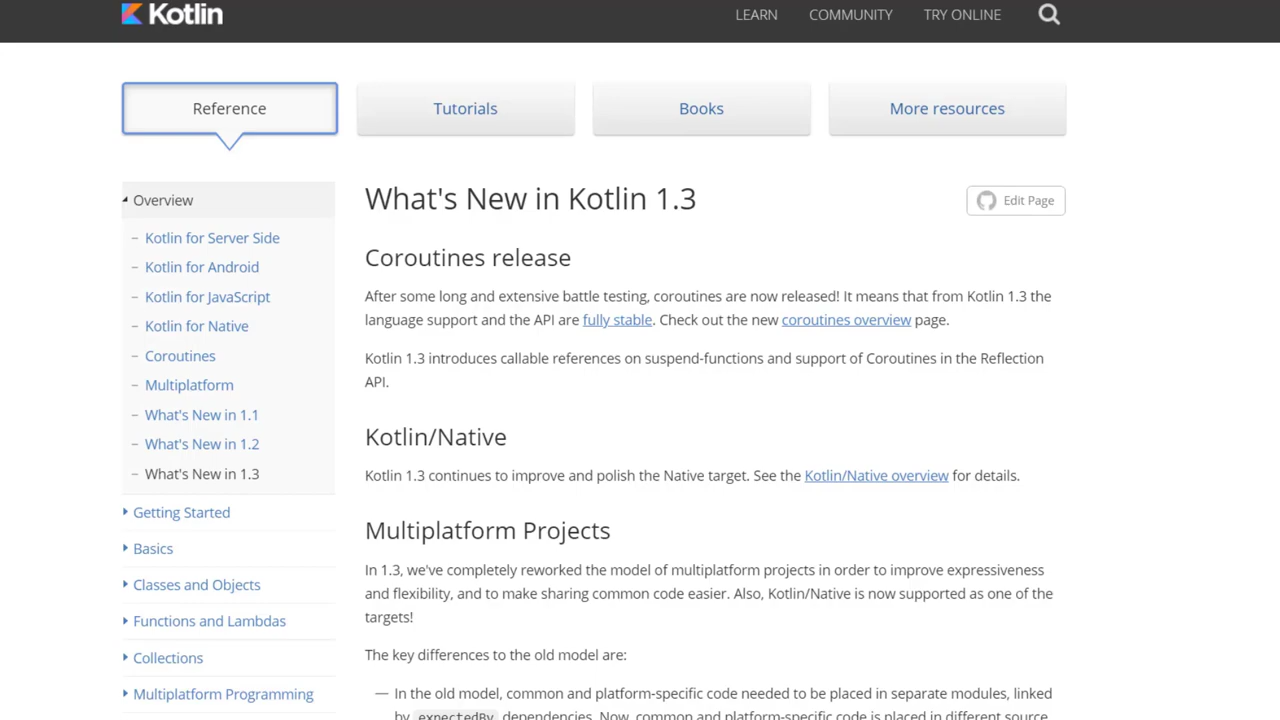 Kotlin
LEARN
COMMUNITY
TRY ONLINE
Reference
Tutorials
Books
More resources
Overview
– Kotlin for Server Side
– Kotlin for Android
– Kotlin for JavaScript
– Kotlin for Native
– Coroutines
– Multiplatform
– What's New in 1.1
– What's New in 1.2
– What's New in 1.3
Getting Started
Basics
Classes and Objects
Functions and Lambdas
Collections
Multiplatform Programming
What's New in Kotlin 1.3
Edit Page
Coroutines release
After some long and extensive battle testing, coroutines are now released! It means that from Kotlin 1.3 the
language support and the API are fully stable. Check out the new coroutines overview page.
Kotlin 1.3 introduces callable references on suspend-functions and support of Coroutines in the Reflection
API.
Kotlin/Native
Kotlin 1.3 continues to improve and polish the Native target. See the Kotlin/Native overview for details.
Multiplatform Projects
In 1.3, we've completely reworked the model of multiplatform projects in order to improve expressiveness
and flexibility, and to make sharing common code easier. Also, Kotlin/Native is now supported as one of the
targets!
The key differences to the old model are:
— In the old model, common and platform-specific code needed to be placed in separate modules, linked
by expectedBy dependencies. Now, common and platform-specific code is placed in different source